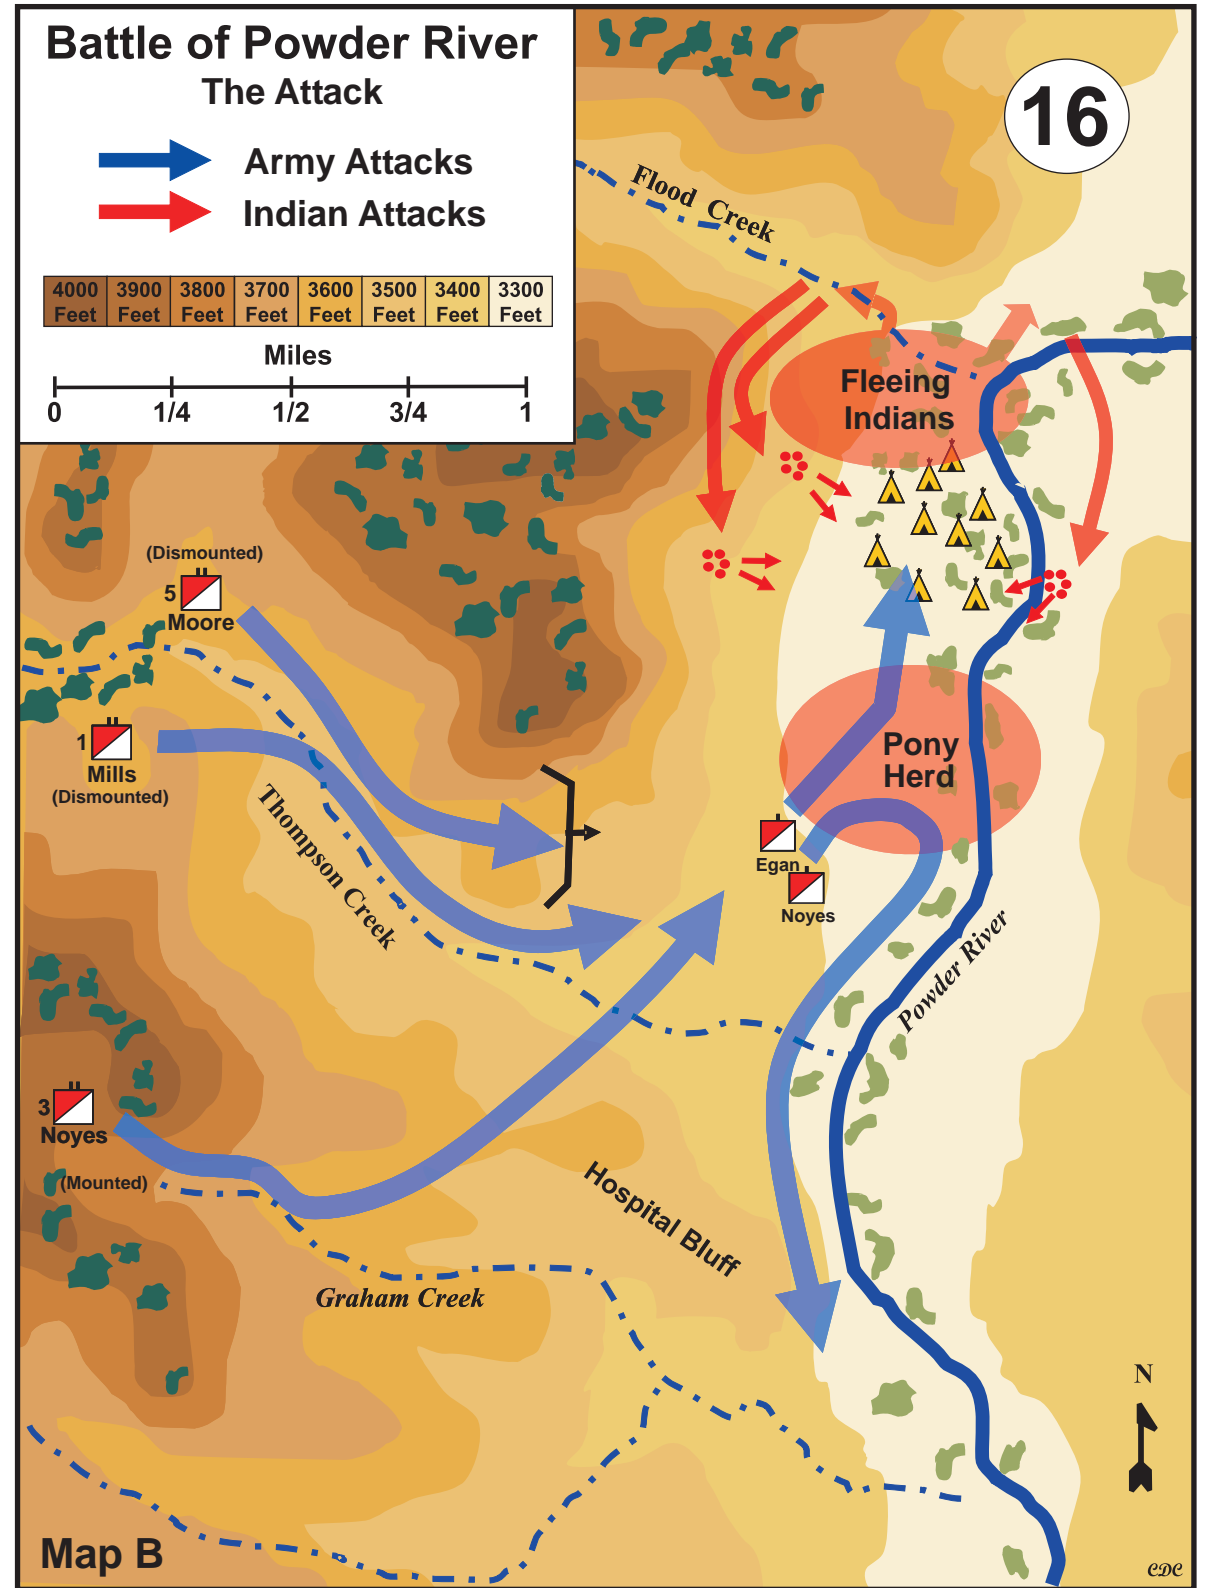 Battle of Powder River
The Attack
Army Attacks
Indian Attacks
4000 3900 3800 3700 3600 3500 3400 3300
Feet Feet Feet Feet Feet Feet Feet Feet
Miles
0 1/4 1/2 3/4 1
16
Flood Creek
Fleeing
Indians
(Dismounted)
5
Moore
1
Mills
(Dismounted)
Thompson Creek
Pony
Herd
Egan
Noyes
Powder River
3
Noyes
(Mounted)
Hospital Bluff
Graham Creek
N
Map B
CDC